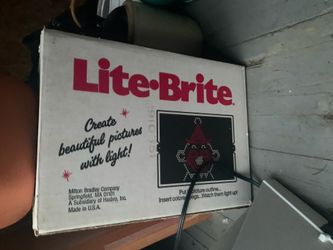 Lite•Brite™
Create
beautiful pictures
with light!
Milton Bradley Company
Springfield, MA 01101
A Subsidiary of Hasbro, Inc.
Made in U.S.A.
Put picture outline...
Insert colored pegs. Watch them light up!